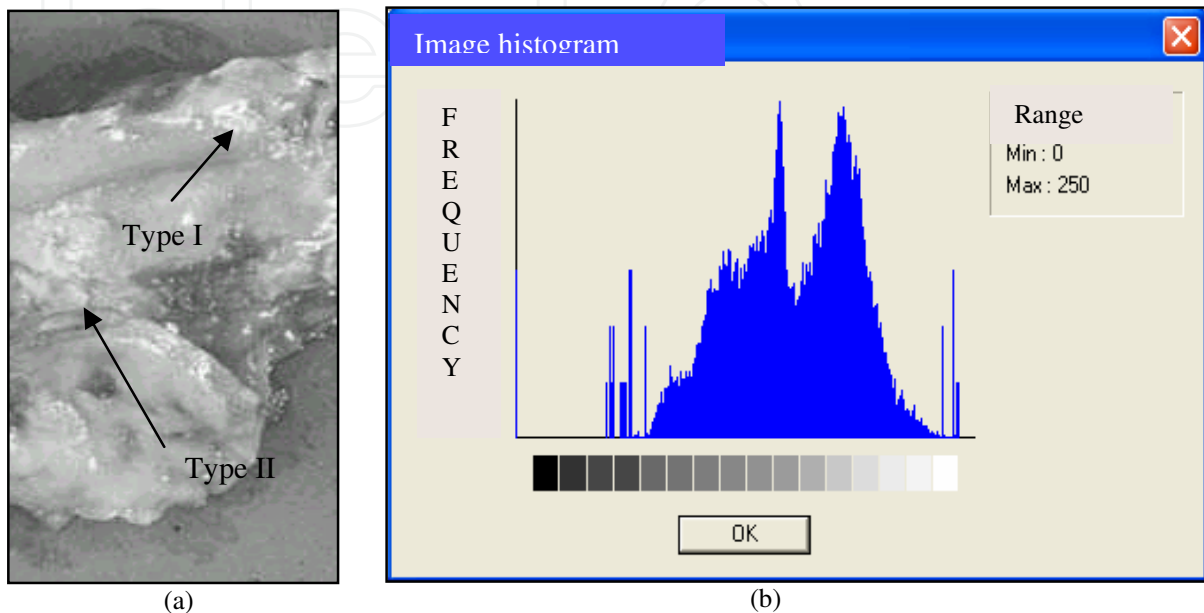 Type I
Type II
(a)
Image histogram
F
R
E
Q
U
E
N
C
Y
Range
Min : 0
Max : 250
OK
(b)